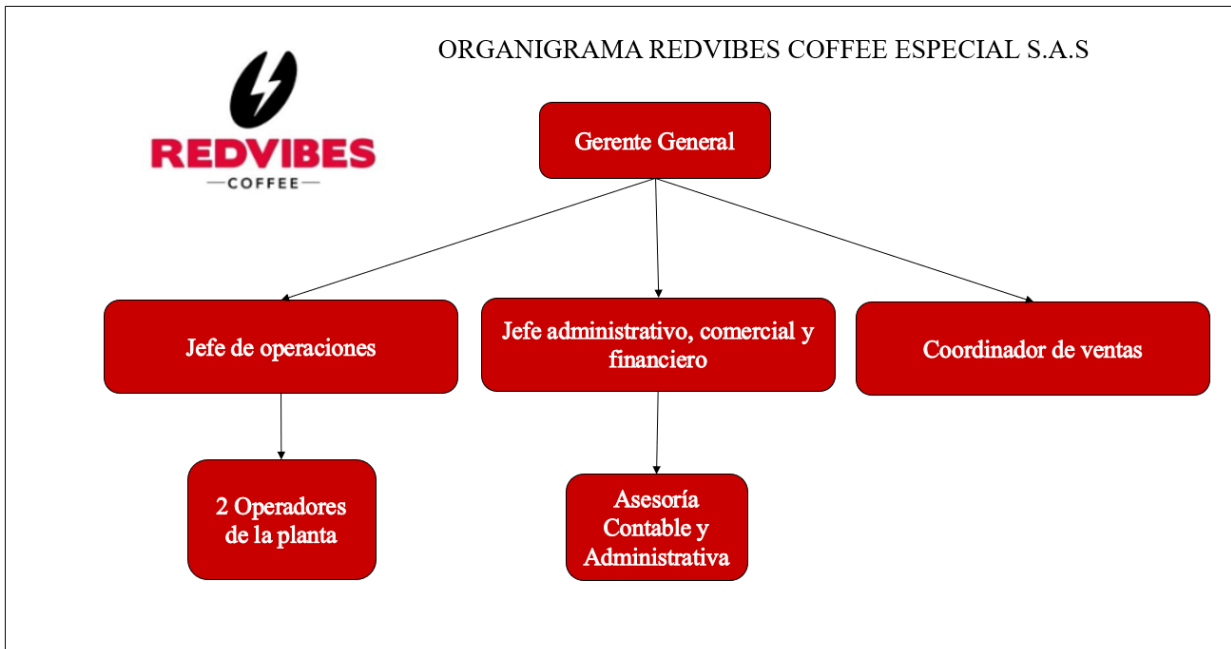 ORGANIGRAMA REDVIBES COFFEE ESPECIAL S.A.S
REDVIBES
COFFEE
Gerente General
Jefe de operaciones
Jefe administrativo, comercial y
financiero
Coordinador de ventas
2 Operadores
de la planta
Asesoría
Contable y
Administrativa